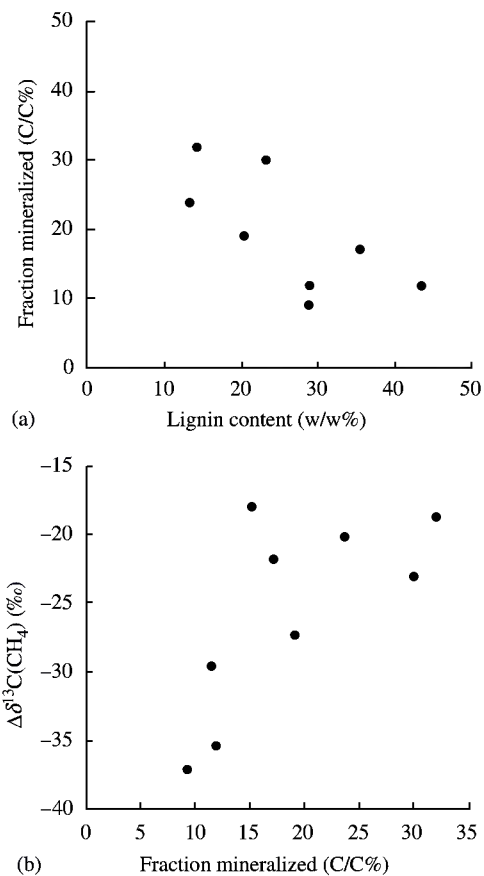 50
40
30
20
10
0
Fraction mineralized (C/C%)
0 10 20 30 40 50
(a) Lignin content (w/w%)
−15
−20
−25
−30
−35
−40
Δδ¹³C(CH₄) (‰)
0 5 10 15 20 25 30 35
(b) Fraction mineralized (C/C%)